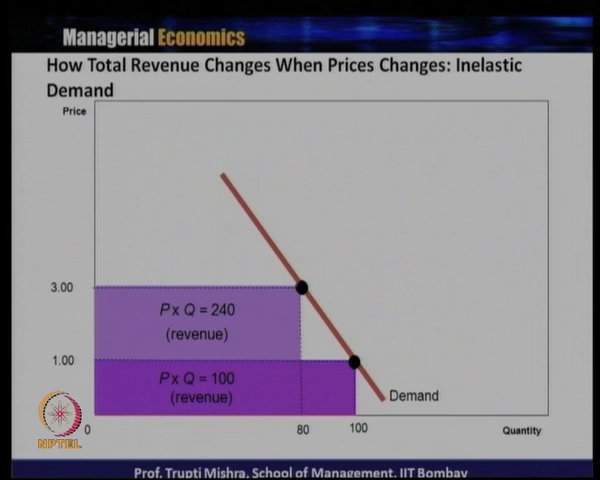 Managerial Economics
How Total Revenue Changes When Prices Changes: Inelastic
Demand
Price
3.00
P x Q = 240
(revenue)
1.00
P x Q = 100
(revenue)
Demand
NPTEL
0
80
100
Quantity
Prof. Trupti Mishra, School of Management, IIT Bombay